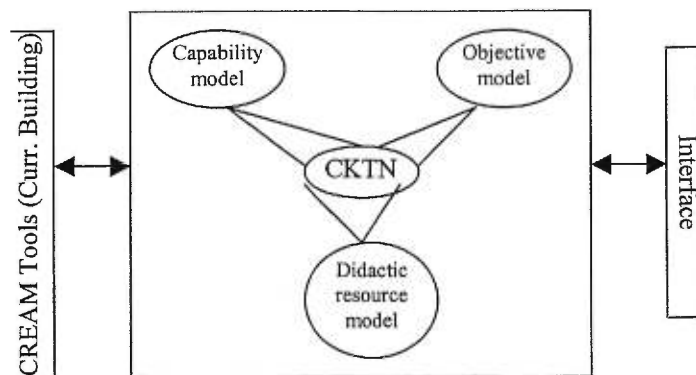 CREAM Tools (Curr. Building)
Capability
model
Objective
model
CKTN
Didactic
resource
model
Interface